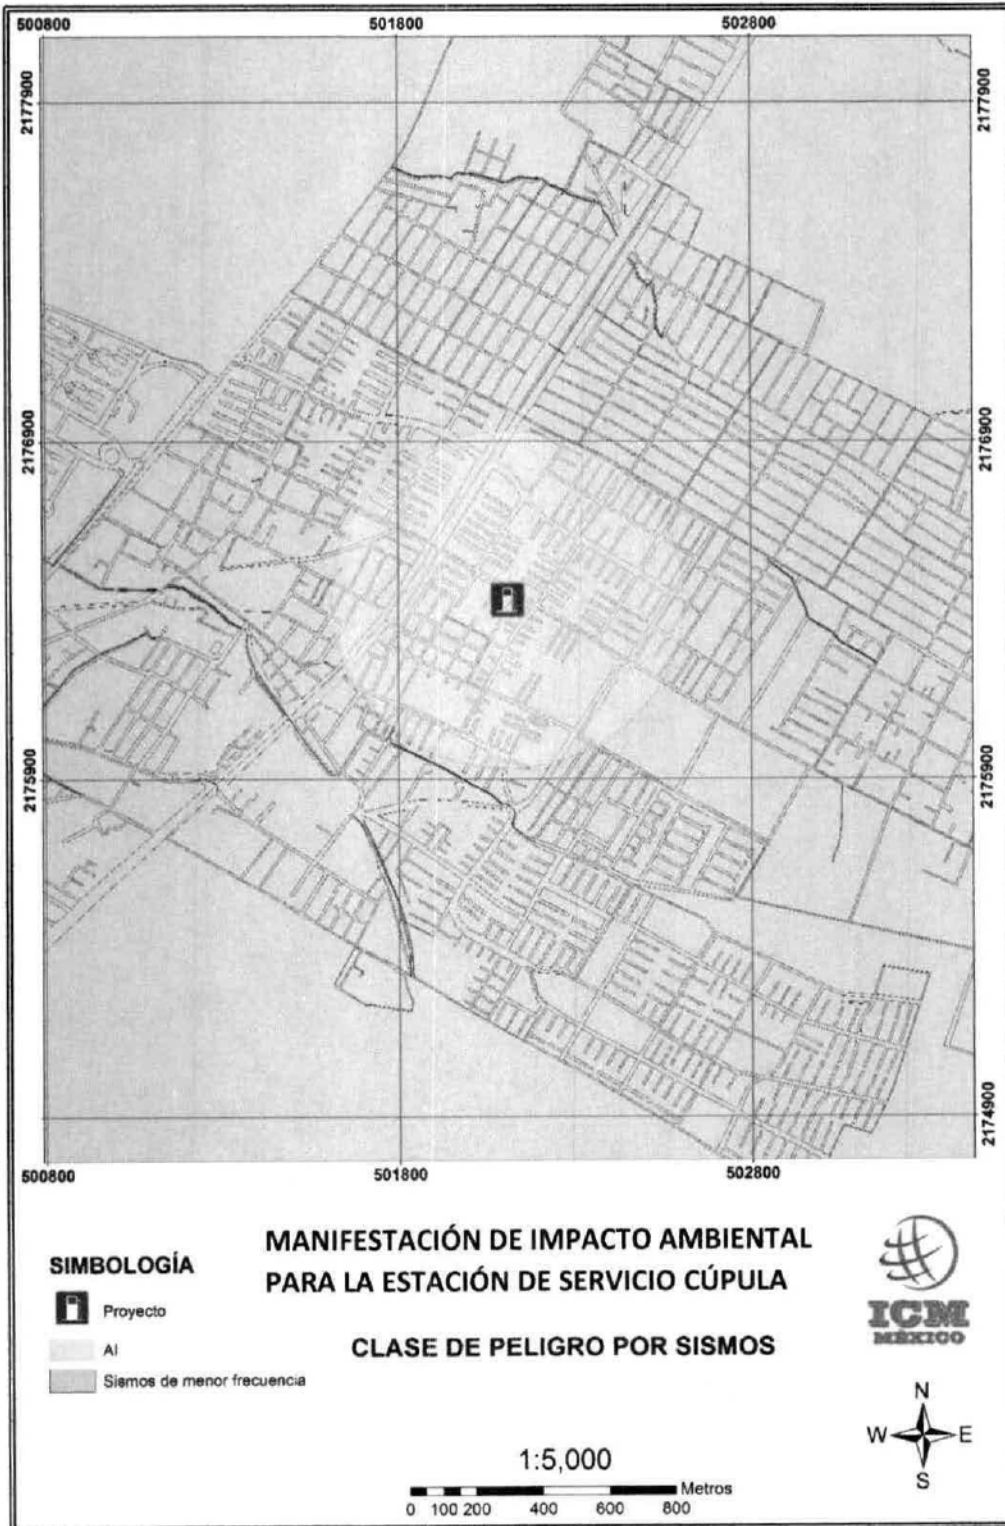 500800 501800 502800
2177900 2177900
2176900 2176900
2175900 2175900
2174900 2174900
500800 501800 502800
MANIFESTACIÓN DE IMPACTO AMBIENTAL
PARA LA ESTACIÓN DE SERVICIO CÚPULA
CLASE DE PELIGRO POR SISMOS
SIMBOLOGÍA
Proyecto
AI
Sismos de menor frecuencia
ICM
MÉXICO
N
W E
S
1:5,000
Metros
0 100 200 400 600 800